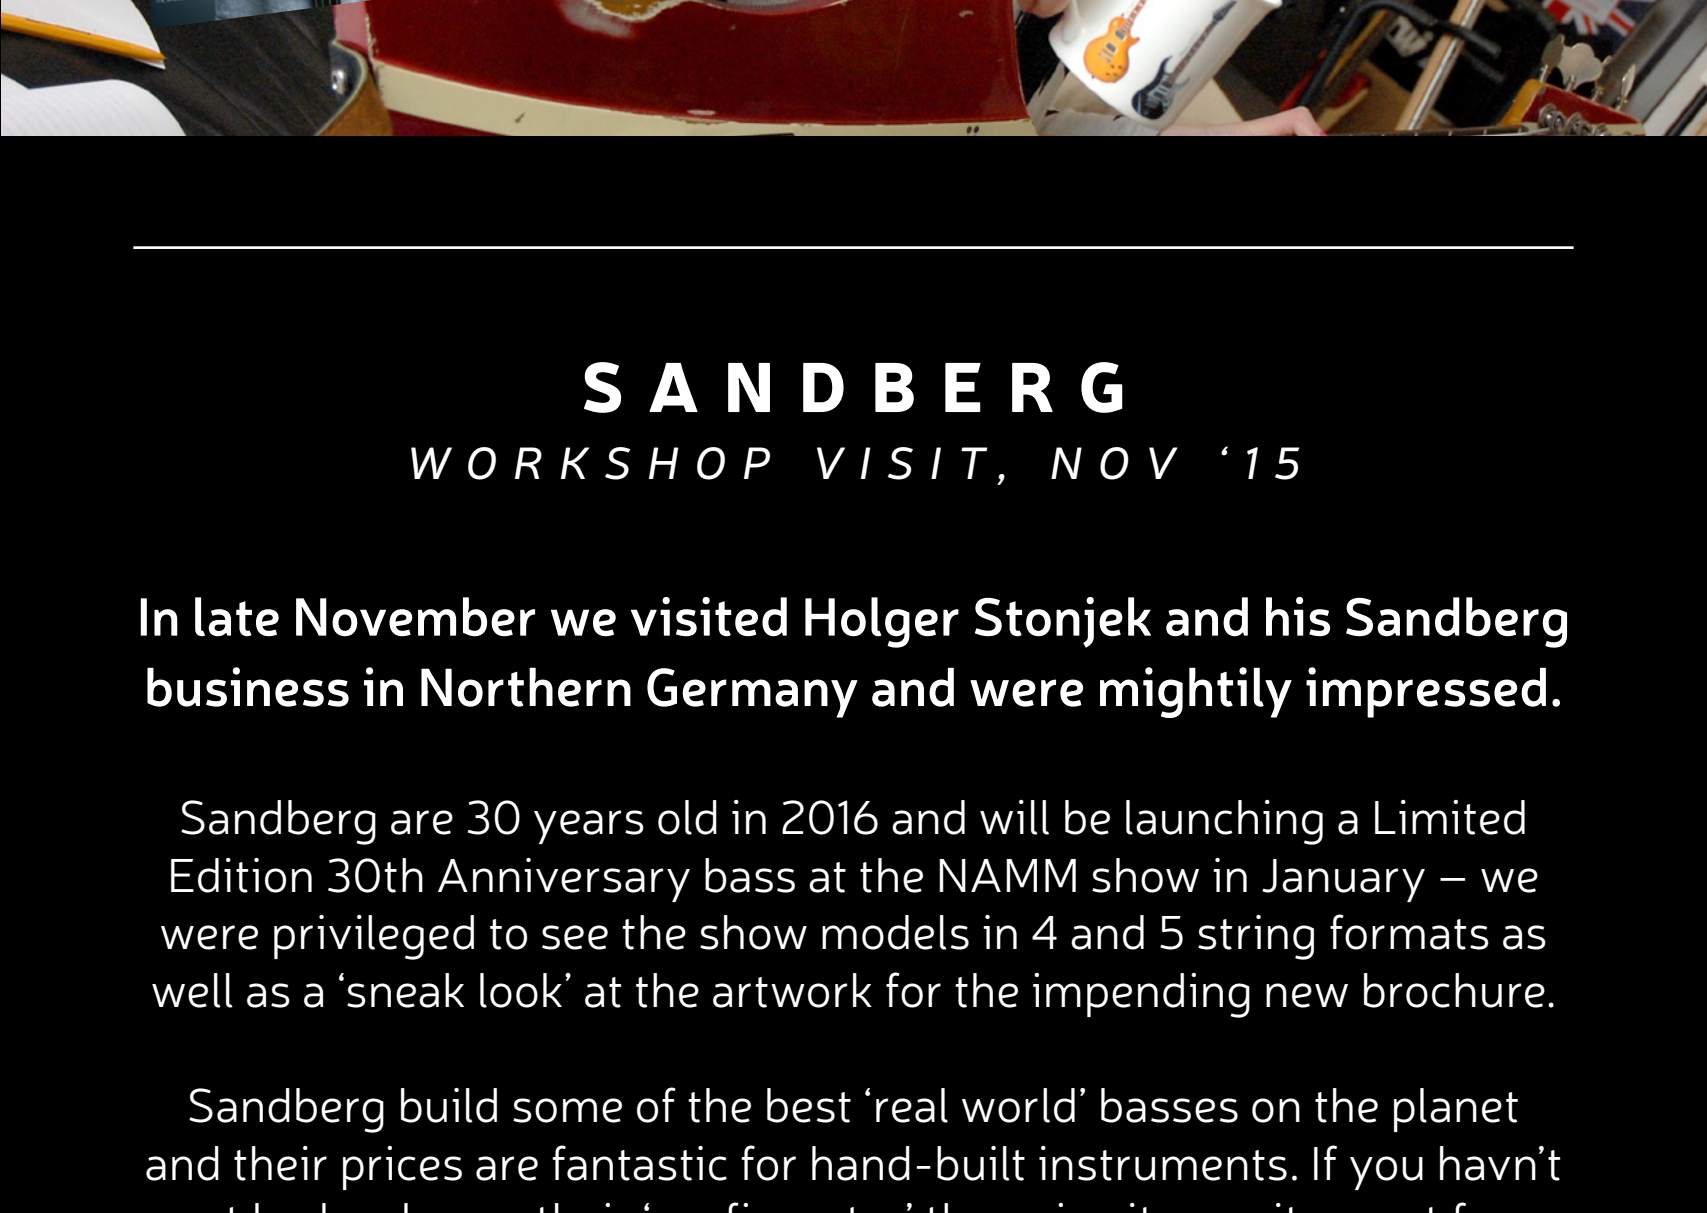 SANDBERG
WORKSHOP VISIT, NOV ‘15
In late November we visited Holger Stonjek and his Sandberg
business in Northern Germany and were mightily impressed.
Sandberg are 30 years old in 2016 and will be launching a Limited
Edition 30th Anniversary bass at the NAMM show in January – we
were privileged to see the show models in 4 and 5 string formats as
well as a ‘sneak look’ at the artwork for the impending new brochure.
Sandberg build some of the best ‘real world’ basses on the planet
and their prices are fantastic for hand-built instruments. If you havn’t